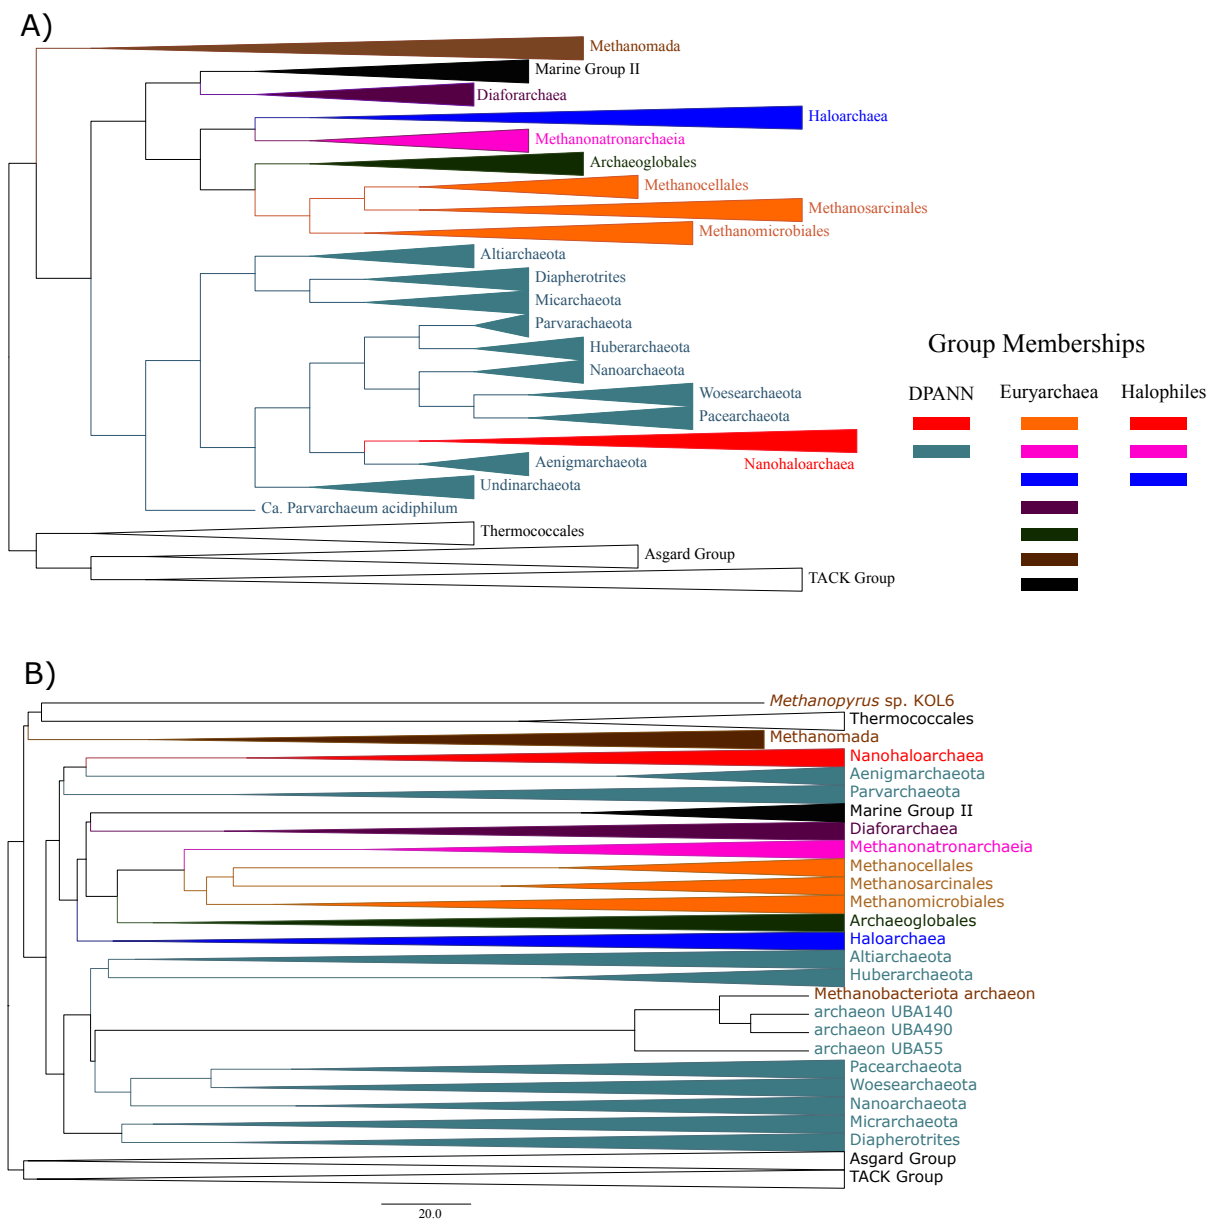 A)
Methanomada
Marine Group II
Diaforarchaea
Haloarchaea
Methanonatronarchaeia
Archaeoglobales
Methanocellales
Methanosarcinales
Methanomicrobiales
Altiarchaeota
Diapherotrites
Micarchaeota
Parvarachaeota
Huberarchaeota
Nanoarchaeota
Woesearchaeota
Pacearchaeota
Nanohaloarchaea
Aenigmarchaeota
Undinarchaeota
Ca. Parvarchaeum acidiphilum
Thermococcales
Asgard Group
TACK Group
Group Memberships
DPANN Euryarchaea Halophiles
B)
Methanopyrus sp. KOL6
Thermococcales
Methanomada
Nanohaloarchaea
Aenigmarchaeota
Parvarchaeota
Marine Group II
Diaforarchaea
Methanonatronarchaeia
Methanocellales
Methanosarcinales
Methanomicrobiales
Archaeoglobales
Haloarchaea
Altiarchaeota
Huberarchaeota
Methanobacteriota archaeon
archaeon UBA140
archaeon UBA490
archaeon UBA55
Pacearchaeota
Woesearchaeota
Nanoarchaeota
Micrarchaeota
Diapherotrites
Asgard Group
TACK Group
20.0